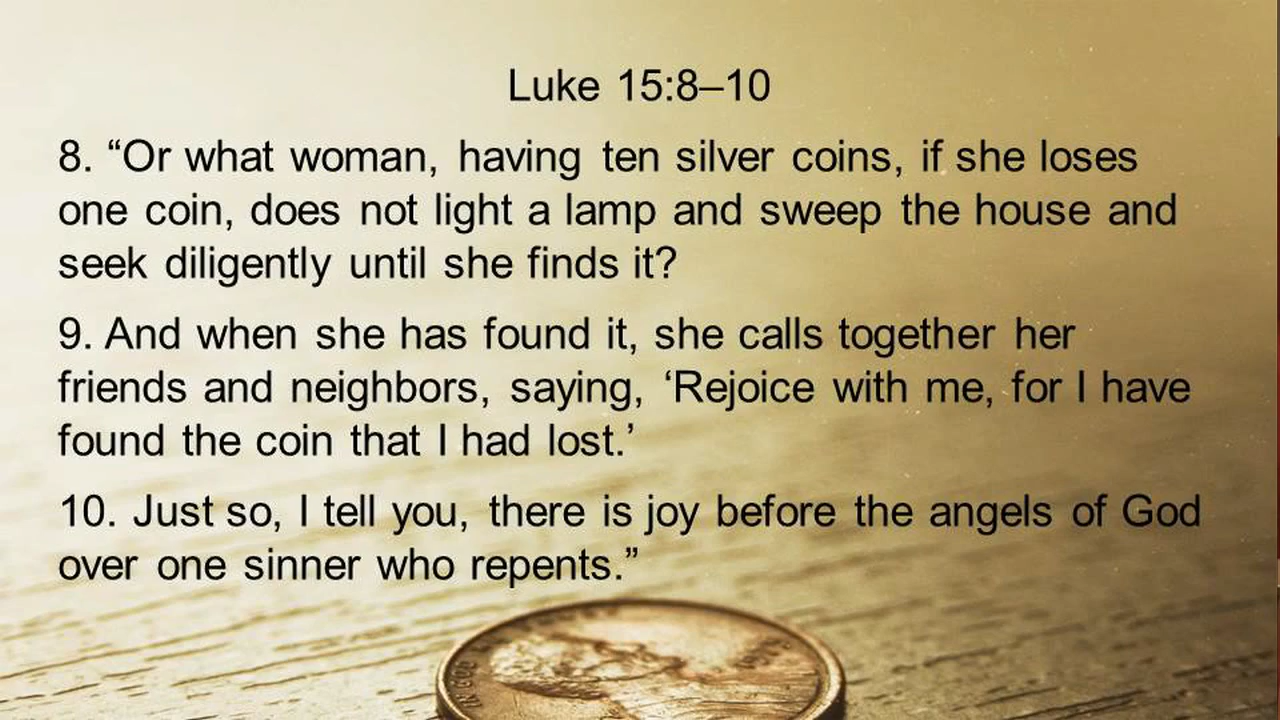 Luke 15:8–10
8. “Or what woman, having ten silver coins, if she loses
one coin, does not light a lamp and sweep the house and
seek diligently until she finds it?
9. And when she has found it, she calls together her
friends and neighbors, saying, ‘Rejoice with me, for I have
found the coin that I had lost.’
10. Just so, I tell you, there is joy before the angels of God
over one sinner who repents.”